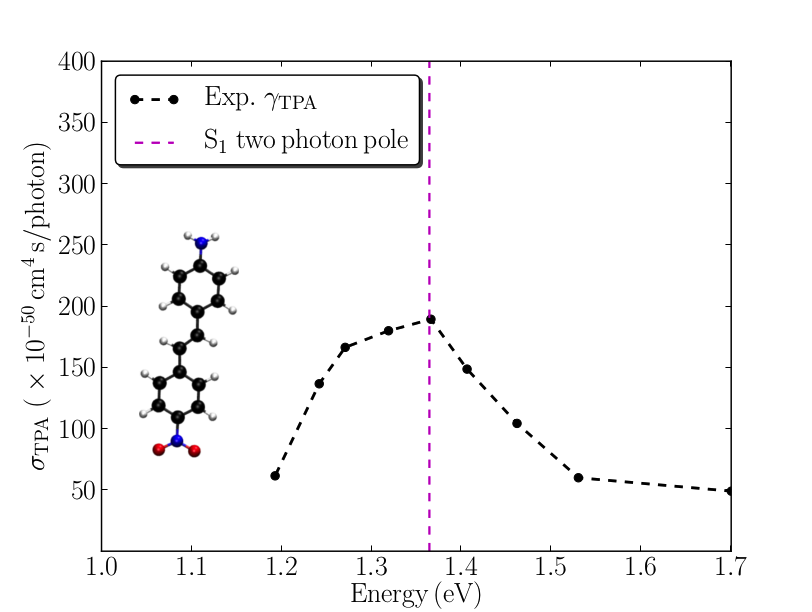 400
350
300
250
200
150
100
50
σTPA ( × 10⁻⁵⁰ cm⁴ s/photon)
Exp. γTPA
S₁ two photon pole
1.0 1.1 1.2 1.3 1.4 1.5 1.6 1.7
Energy (eV)